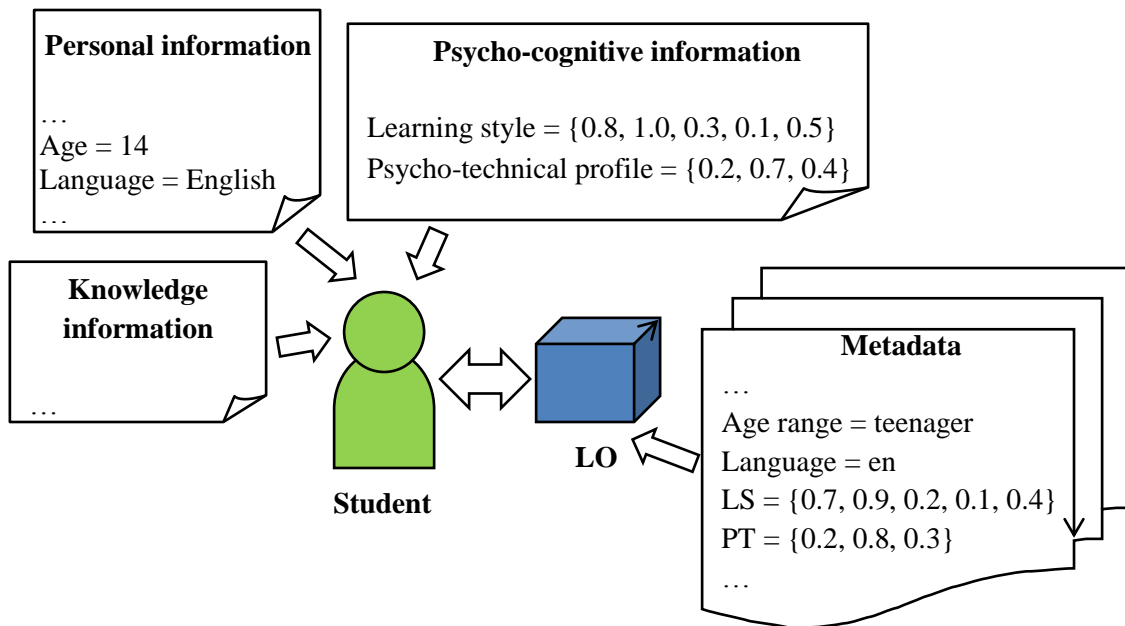 Personal information
…
Age = 14
Language = English
…
Psycho-cognitive information
Learning style = {0.8, 1.0, 0.3, 0.1, 0.5}
Psycho-technical profile = {0.2, 0.7, 0.4}
Knowledge
information
…
Student
LO
Metadata
…
Age range = teenager
Language = en
LS = {0.7, 0.9, 0.2, 0.1, 0.4}
PT = {0.2, 0.8, 0.3}
…